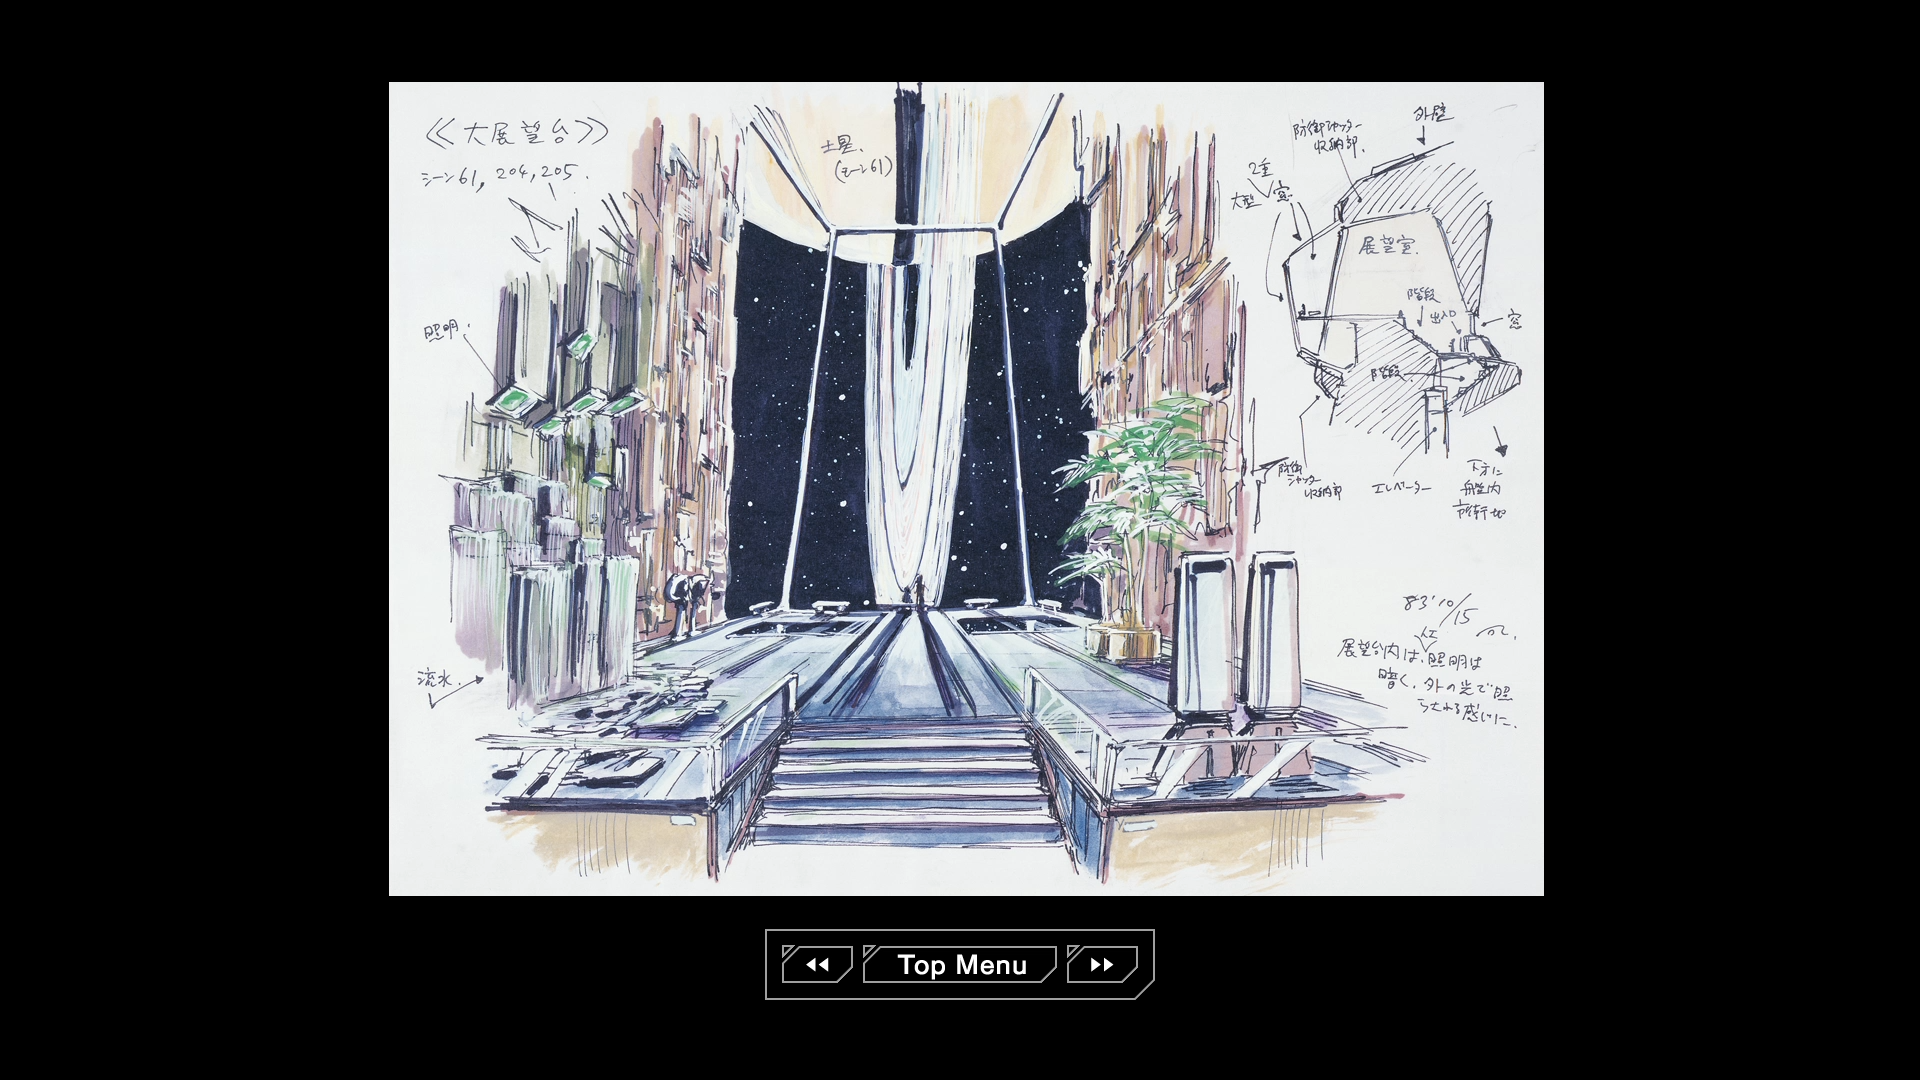 ≪大展望台≫
シーン61, 204, 205.
土星.
(シーン61)
照明.
流水.
外壁
防御シャッター
収納部.
2重
大型窓
展望室.
階段
出入口
窓
階段
防御
シャッター
収納部
エレベーター
下方に
艦内
市街地
83'10/15
展望台内は、照明は
暗く、外の光で照
らされる感じに.
Top Menu